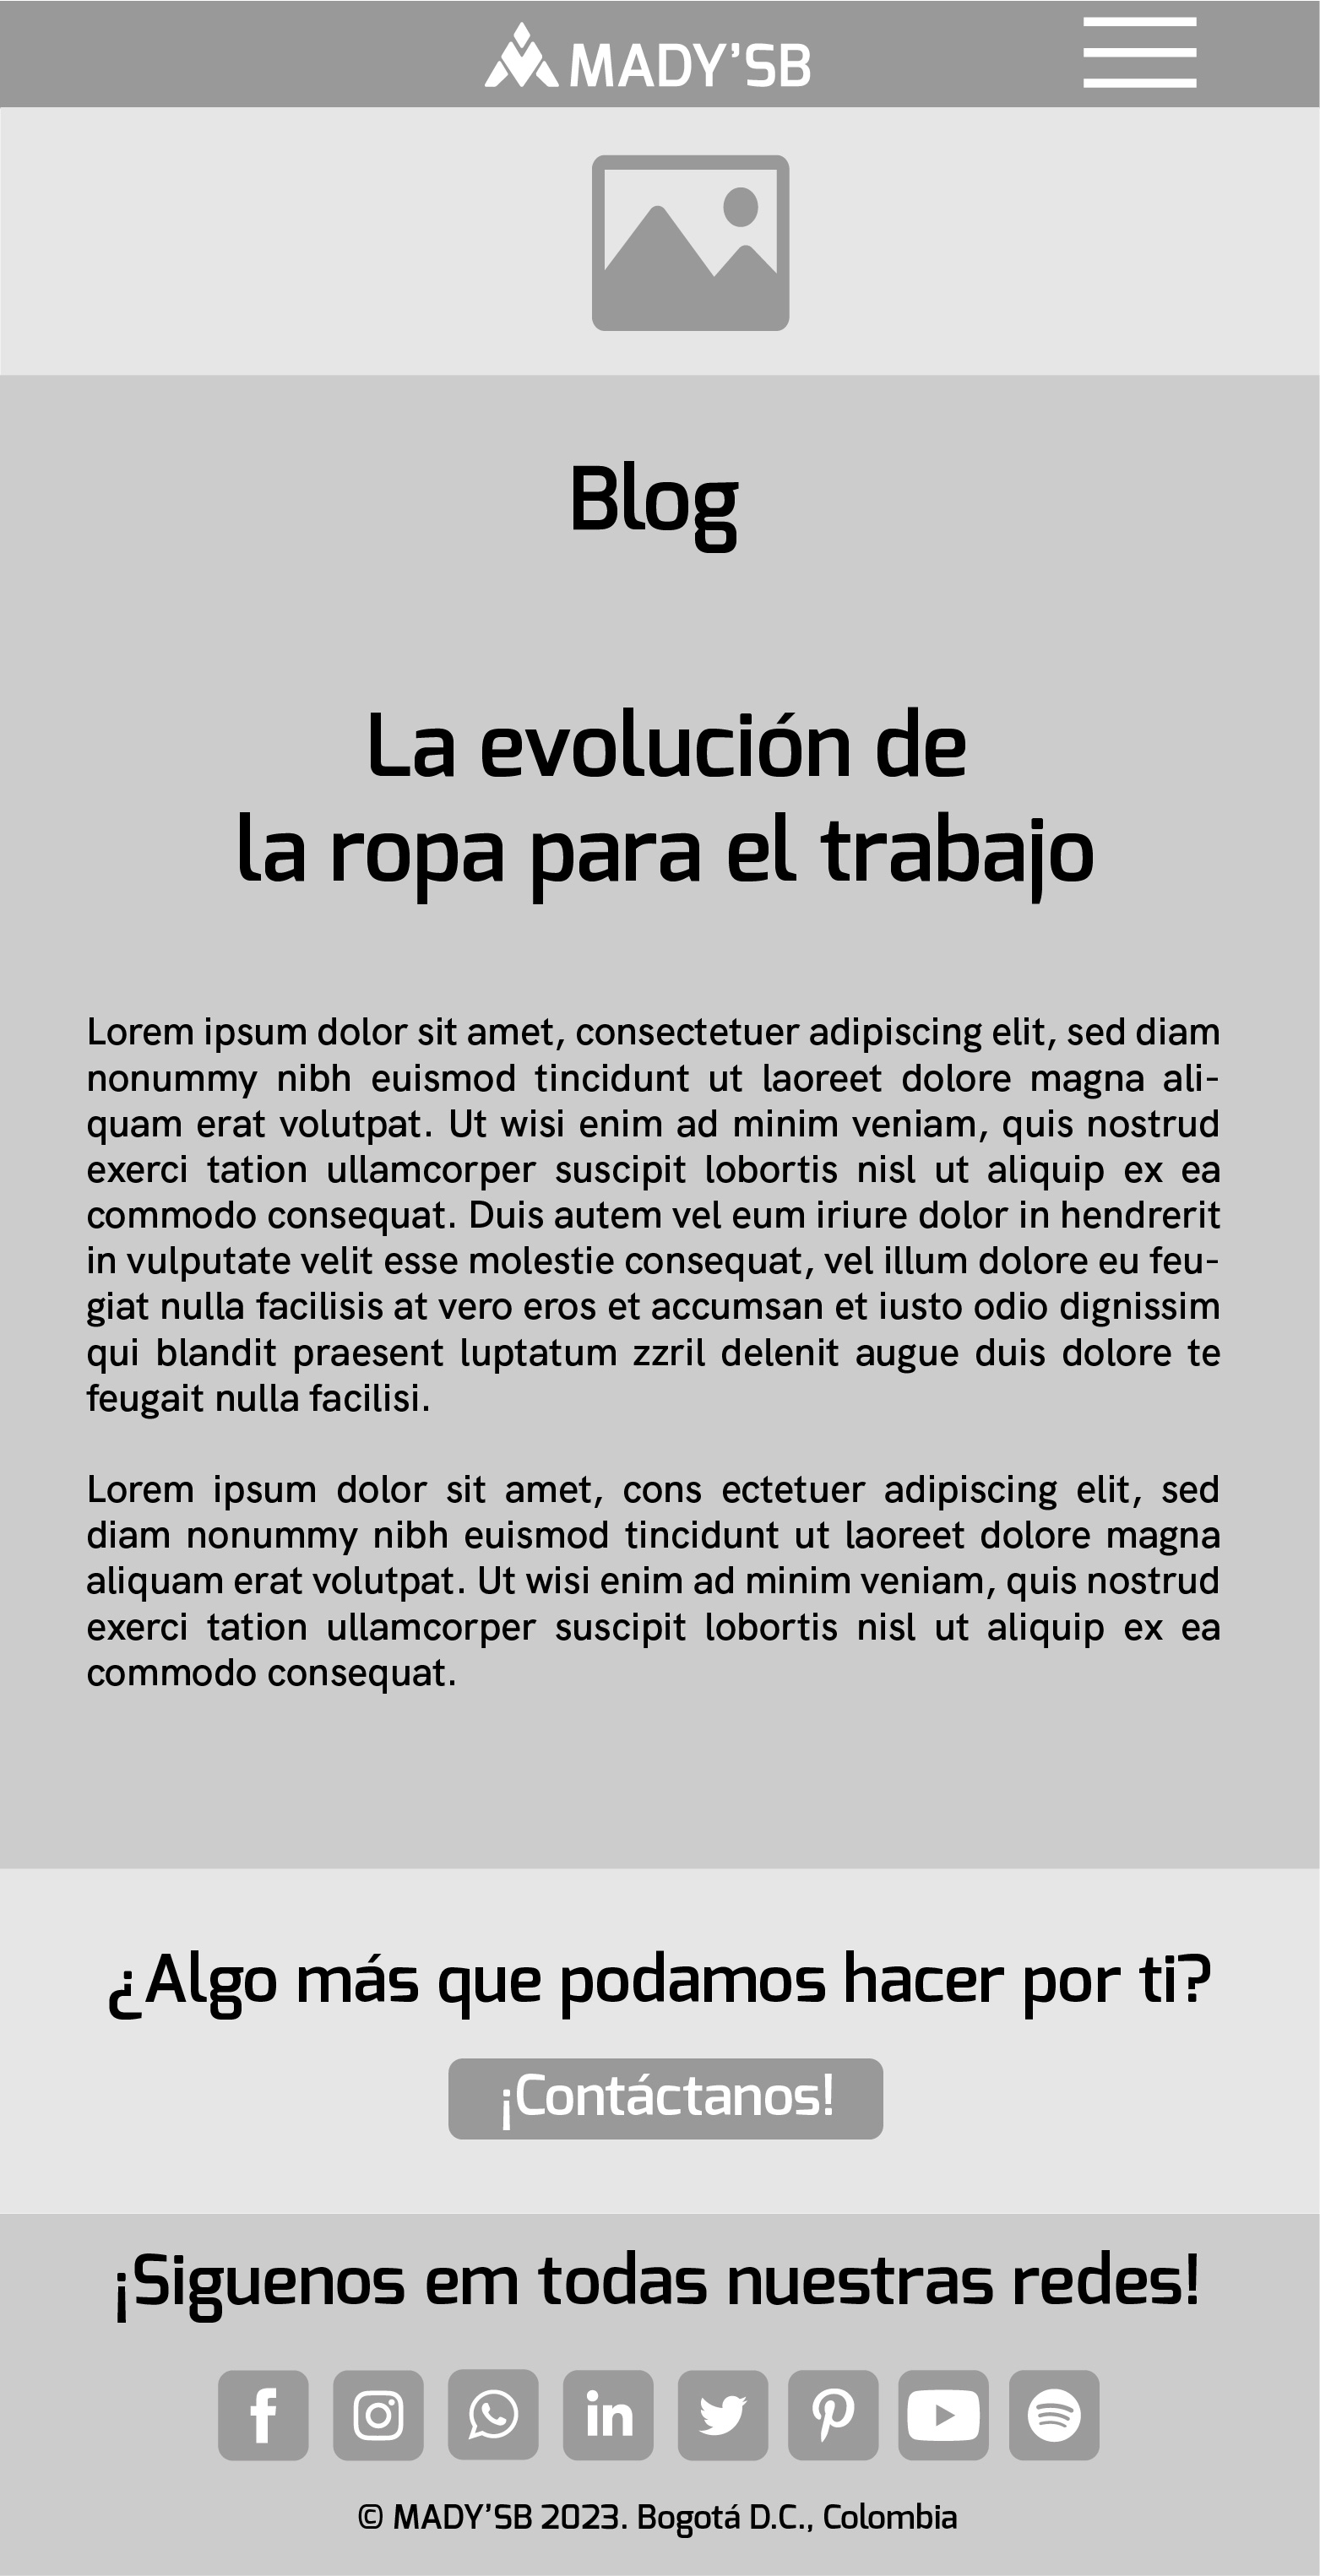 MADY’SB
Blog
La evolución de
la ropa para el trabajo
Lorem ipsum dolor sit amet, consectetuer adipiscing elit, sed diam
nonummy nibh euismod tincidunt ut laoreet dolore magna ali-
quam erat volutpat. Ut wisi enim ad minim veniam, quis nostrud
exerci tation ullamcorper suscipit lobortis nisl ut aliquip ex ea
commodo consequat. Duis autem vel eum iriure dolor in hendrerit
in vulputate velit esse molestie consequat, vel illum dolore eu feu-
giat nulla facilisis at vero eros et accumsan et iusto odio dignissim
qui blandit praesent luptatum zzril delenit augue duis dolore te
feugait nulla facilisi.
Lorem ipsum dolor sit amet, cons ectetuer adipiscing elit, sed
diam nonummy nibh euismod tincidunt ut laoreet dolore magna
aliquam erat volutpat. Ut wisi enim ad minim veniam, quis nostrud
exerci tation ullamcorper suscipit lobortis nisl ut aliquip ex ea
commodo consequat.
¿Algo más que podamos hacer por ti?
¡Contáctanos!
¡Siguenos em todas nuestras redes!
© MADY’SB 2023. Bogotá D.C., Colombia